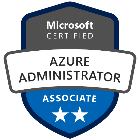 Microsoft
CERTIFIED
AZURE
ADMINISTRATOR
ASSOCIATE